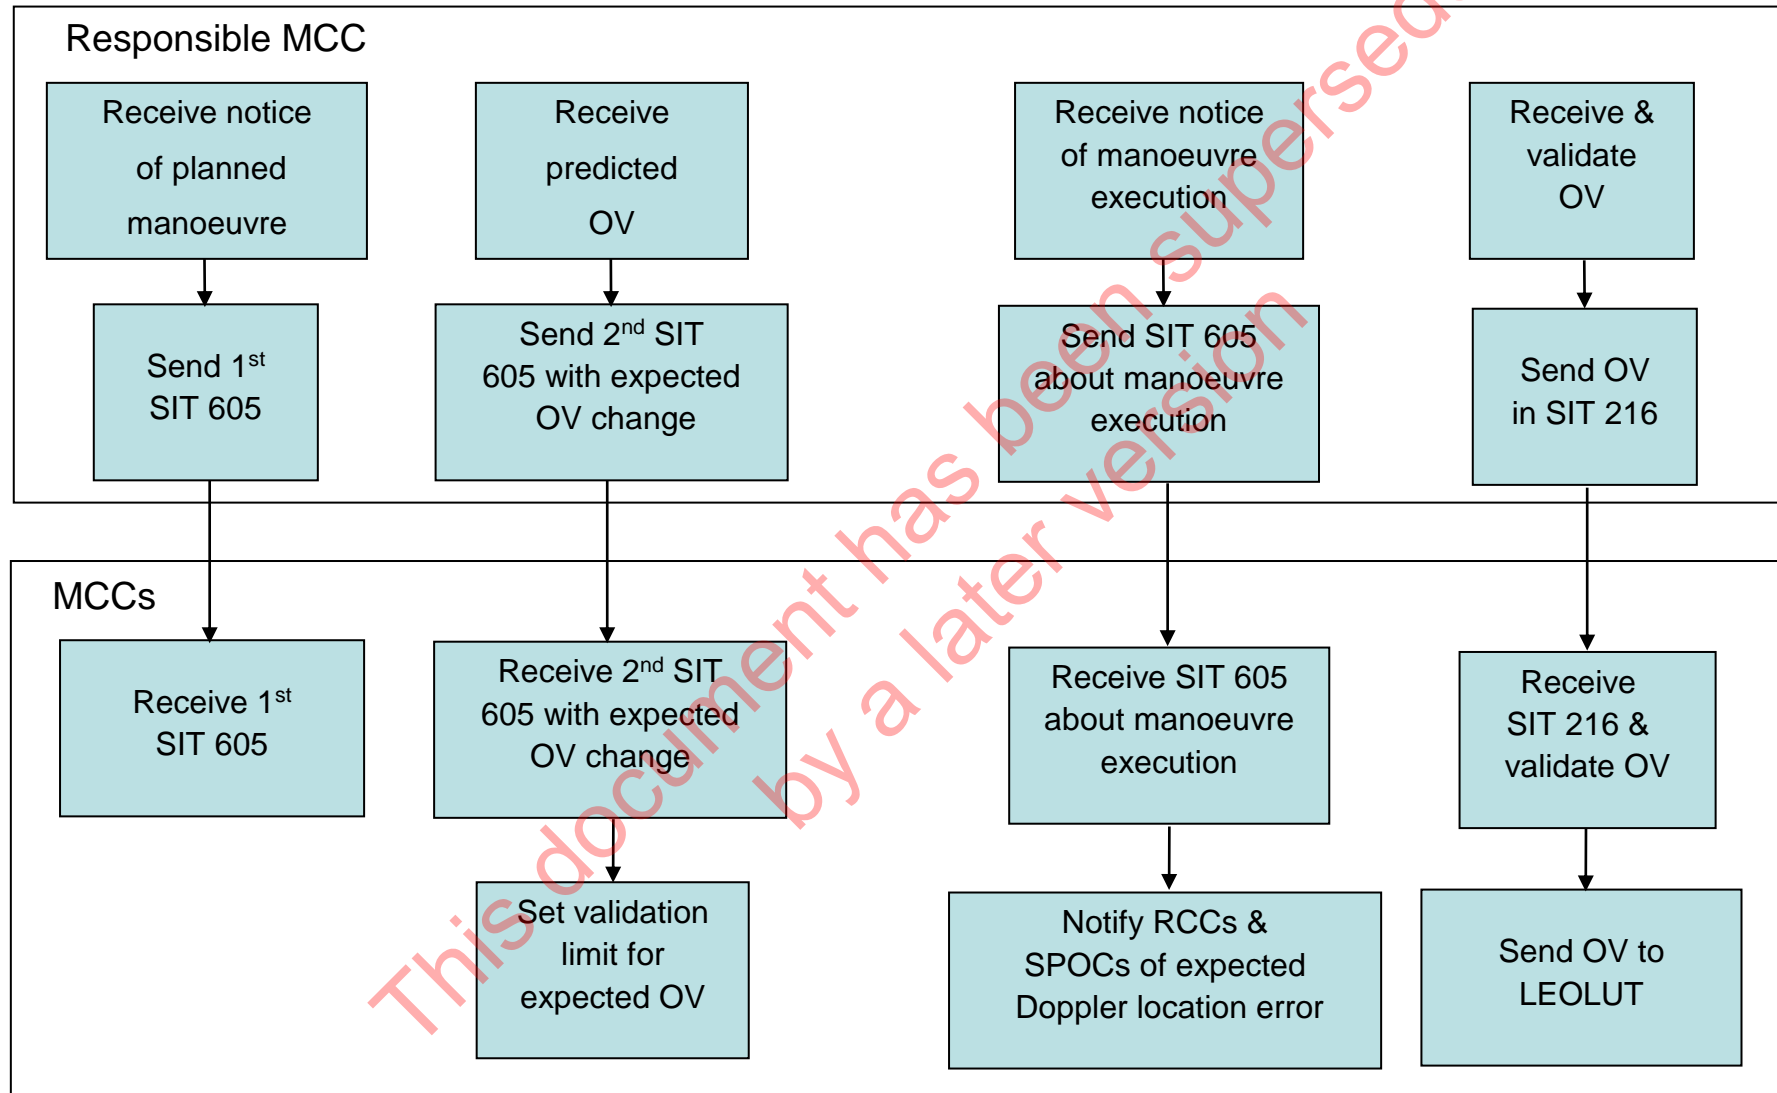 Responsible MCC
Receive notice
of planned
manoeuvre
Receive
predicted
OV
Receive notice
of manoeuvre
execution
Receive &
validate
OV
Send 1st
SIT 605
Send 2nd SIT
605 with expected
OV change
Send SIT 605
about manoeuvre
execution
Send OV
in SIT 216
MCCs
Receive 1st
SIT 605
Receive 2nd SIT
605 with expected
OV change
Receive SIT 605
about manoeuvre
execution
Receive
SIT 216 &
validate OV
Set validation
limit for
expected OV
Notify RCCs &
SPOCs of expected
Doppler location error
Send OV to
LEOLUT
This document has been supersed
by a later version